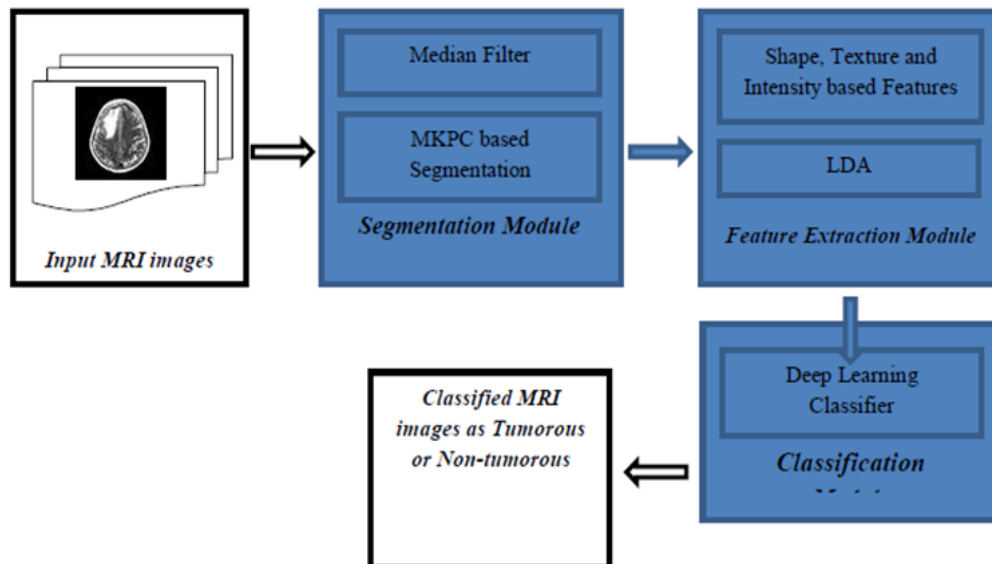 Input MRI images
Median Filter
MKPC based
Segmentation
Segmentation Module
Shape, Texture and
Intensity based Features
LDA
Feature Extraction Module
Deep Learning
Classifier
Classification
Classified MRI
images as Tumorous
or Non-tumorous